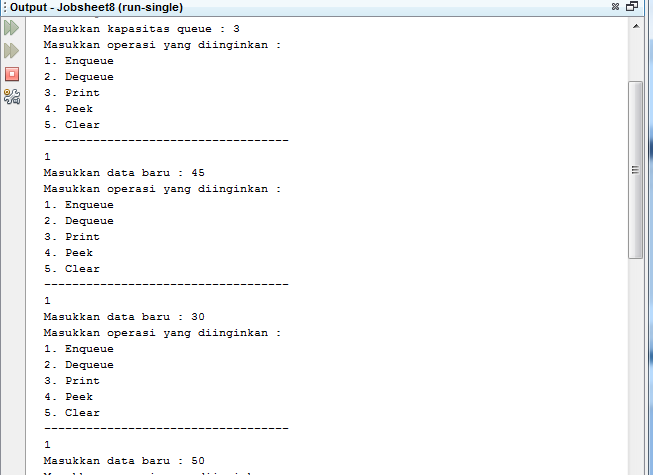 Output - Jobsheet8 (run-single)
Masukkan kapasitas queue : 3
Masukkan operasi yang diinginkan :
1. Enqueue
2. Dequeue
3. Print
4. Peek
5. Clear
-----------------------------------
1
Masukkan data baru : 45
Masukkan operasi yang diinginkan :
1. Enqueue
2. Dequeue
3. Print
4. Peek
5. Clear
-----------------------------------
1
Masukkan data baru : 30
Masukkan operasi yang diinginkan :
1. Enqueue
2. Dequeue
3. Print
4. Peek
5. Clear
-----------------------------------
1
Masukkan data baru : 50